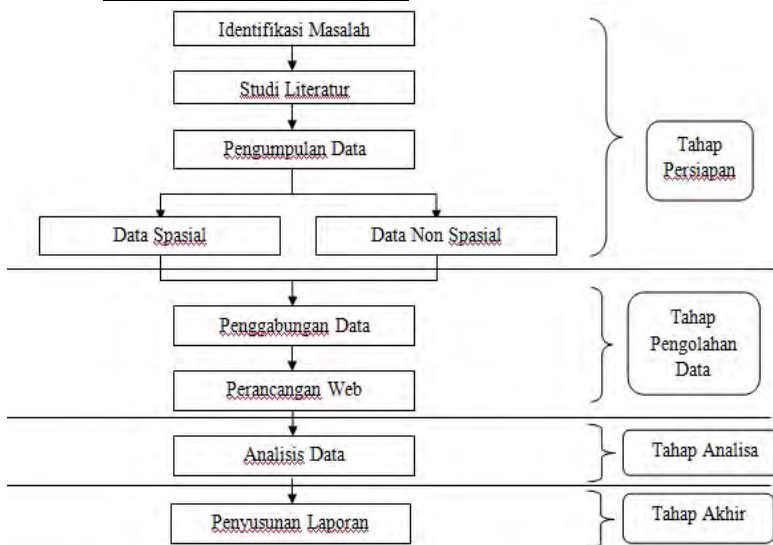 Identifikasi Masalah
Studi Literatur
Pengumpulan Data
Data Spasial
Data Non Spasial
Tahap
Persiapan
Penggabungan Data
Perancangan Web
Tahap
Pengolahan
Data
Analisis Data
Tahap Analisa
Penyusunan Laporan
Tahap Akhir